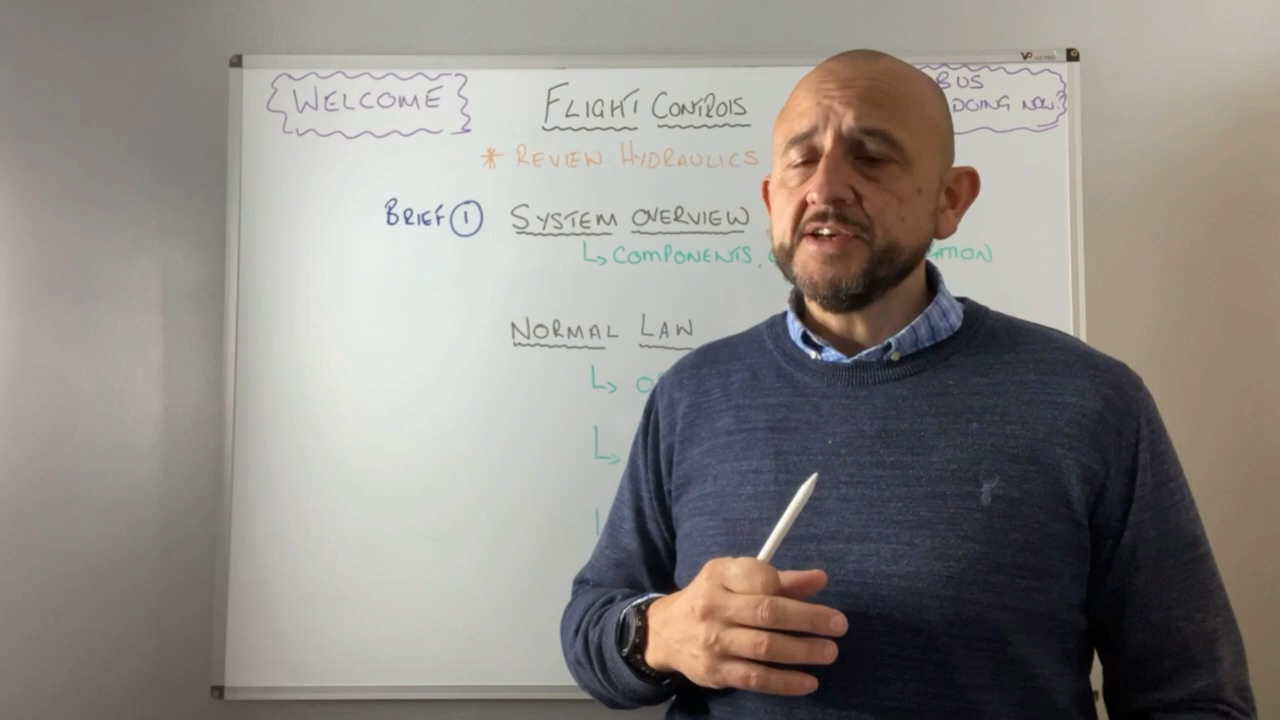 WELCOME
FLIGHT CONTROLS
BUS
DOING NOW?
* REVIEW HYDRAULICS
BRIEF 1 SYSTEM OVERVIEW
↳ COMPONENTS,
NORMAL LAW